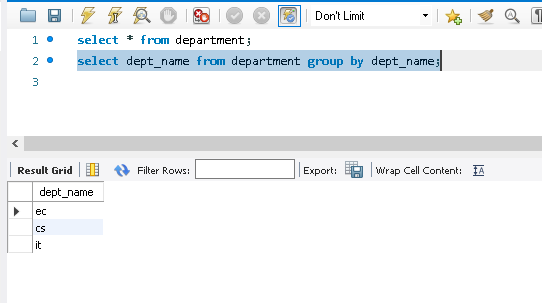 Don't Limit
1 select * from department;
2 select dept_name from department group by dept_name;
3
Result Grid Filter Rows: Export: Wrap Cell Content: IA
dept_name
ec
cs
it